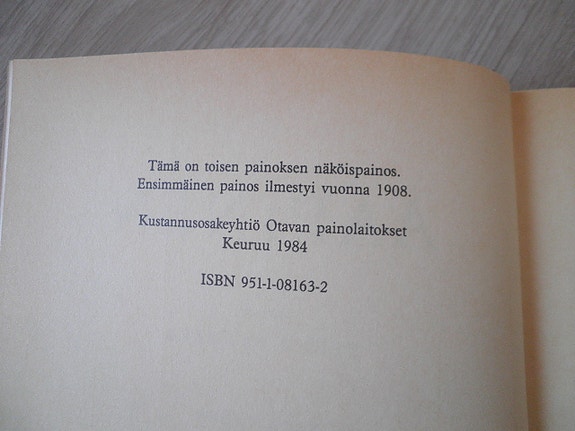 Tämä on toisen painoksen näköispainos.
Ensimmäinen painos ilmestyi vuonna 1908.
Kustannusosakeyhtiö Otavan painolaitokset
Keuruu 1984
ISBN 951-1-08163-2